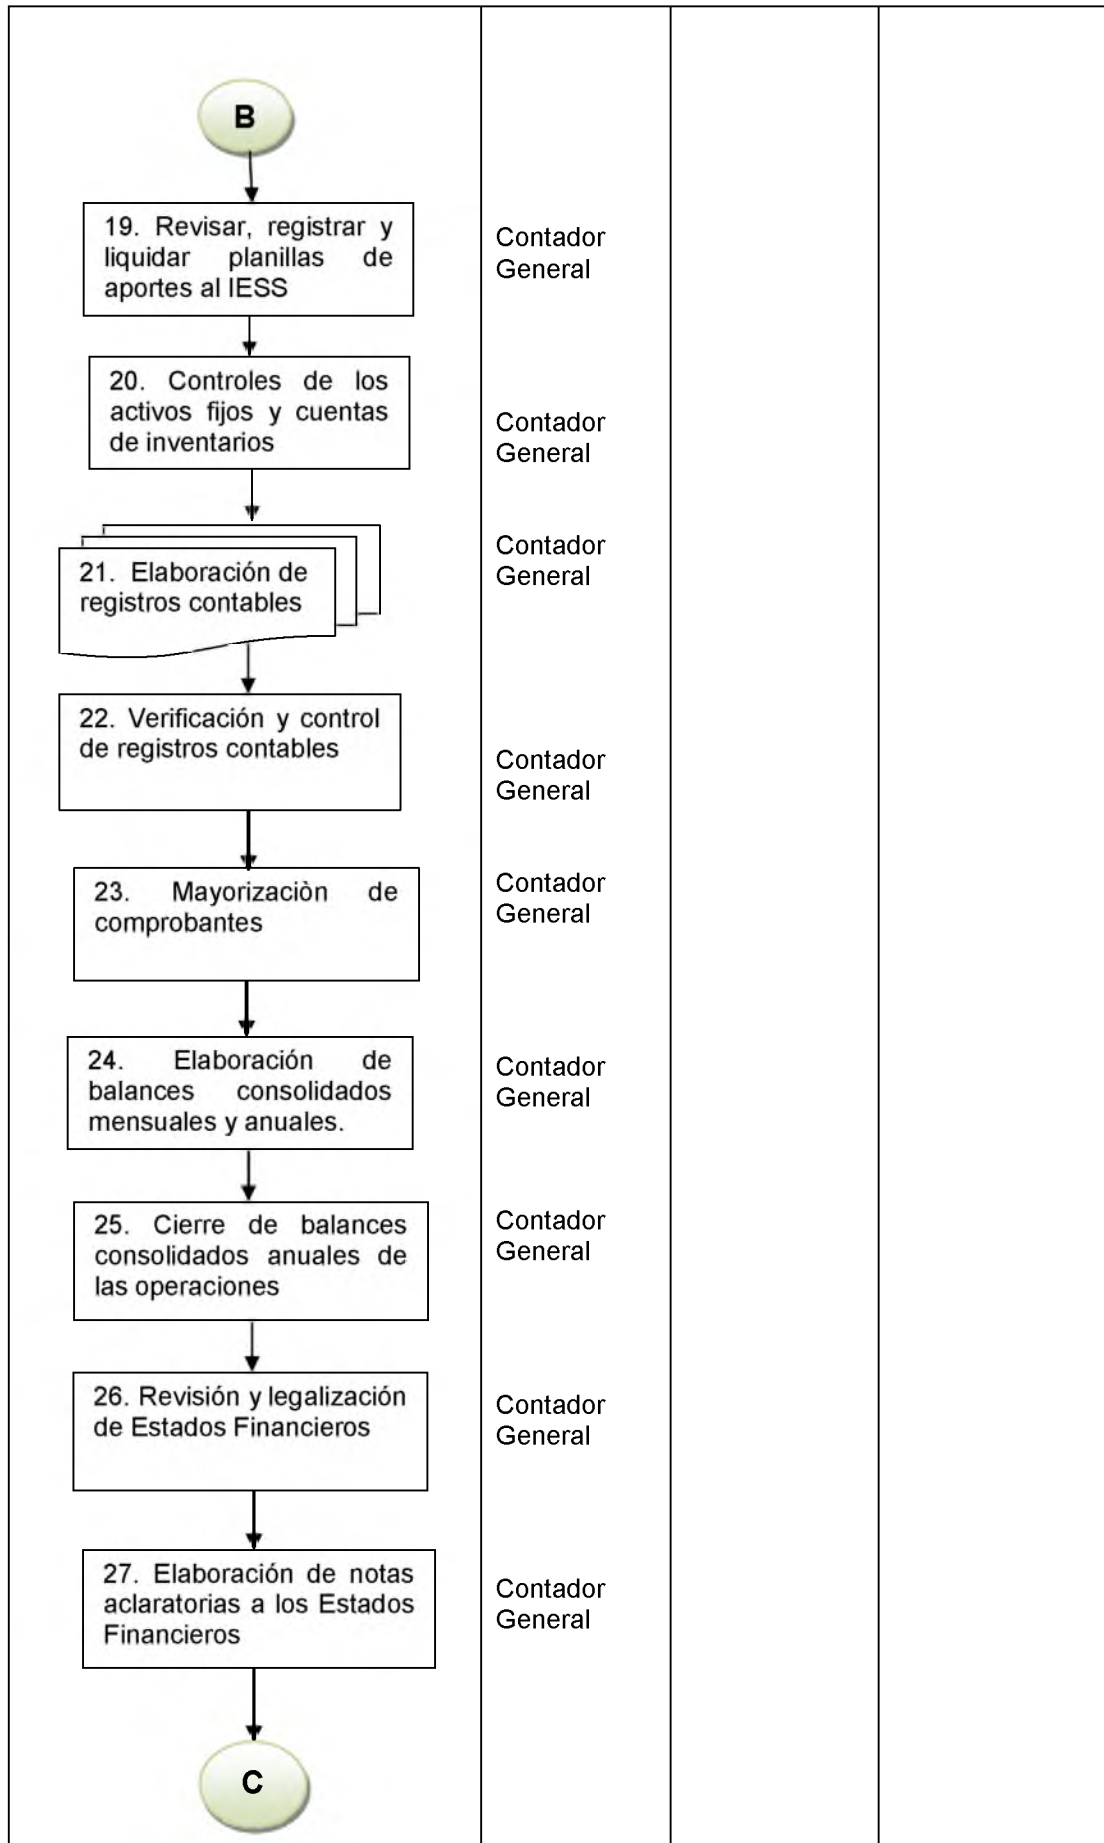 B
19. Revisar, registrar y
liquidar planillas de
aportes al IESS
Contador
General
20. Controles de los
activos fijos y cuentas
de inventarios
Contador
General
21. Elaboración de
registros contables
Contador
General
22. Verificación y control
de registros contables
Contador
General
23. Mayorizaciòn de
comprobantes
Contador
General
24. Elaboración de
balances consolidados
mensuales y anuales.
Contador
General
25. Cierre de balances
consolidados anuales de
las operaciones
Contador
General
26. Revisión y legalización
de Estados Financieros
Contador
General
27. Elaboración de notas
aclaratorias a los Estados
Financieros
Contador
General
C